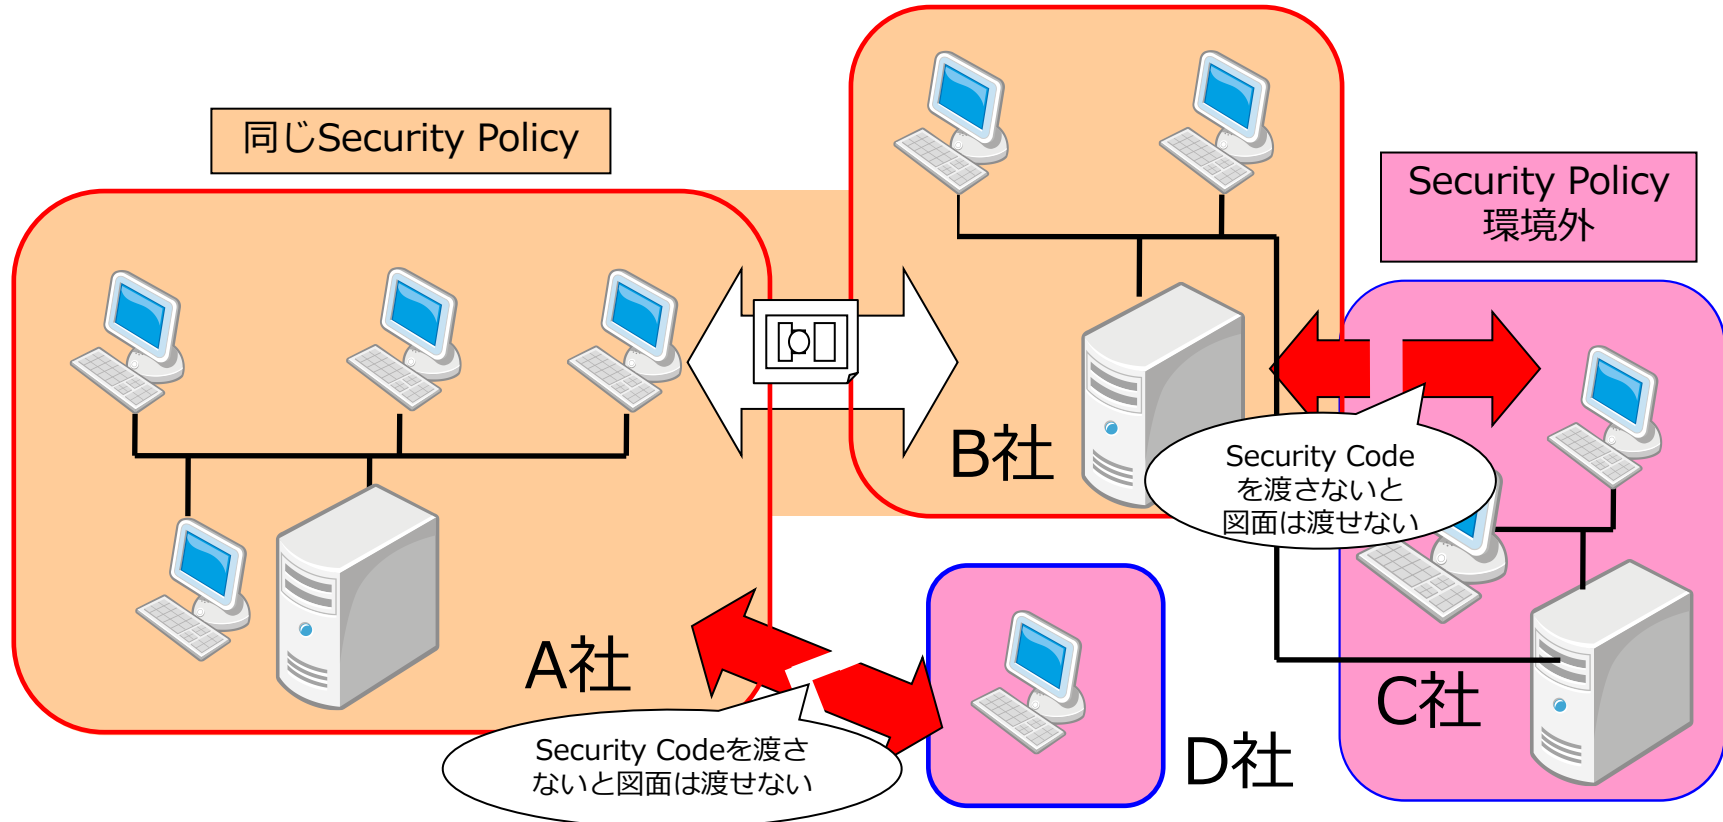 同じSecurity Policy
Security Policy
環境外
B社
Security Code
を渡さないと
図面は渡せない
A社
C社
D社
Security Codeを渡さ
ないと図面は渡せない